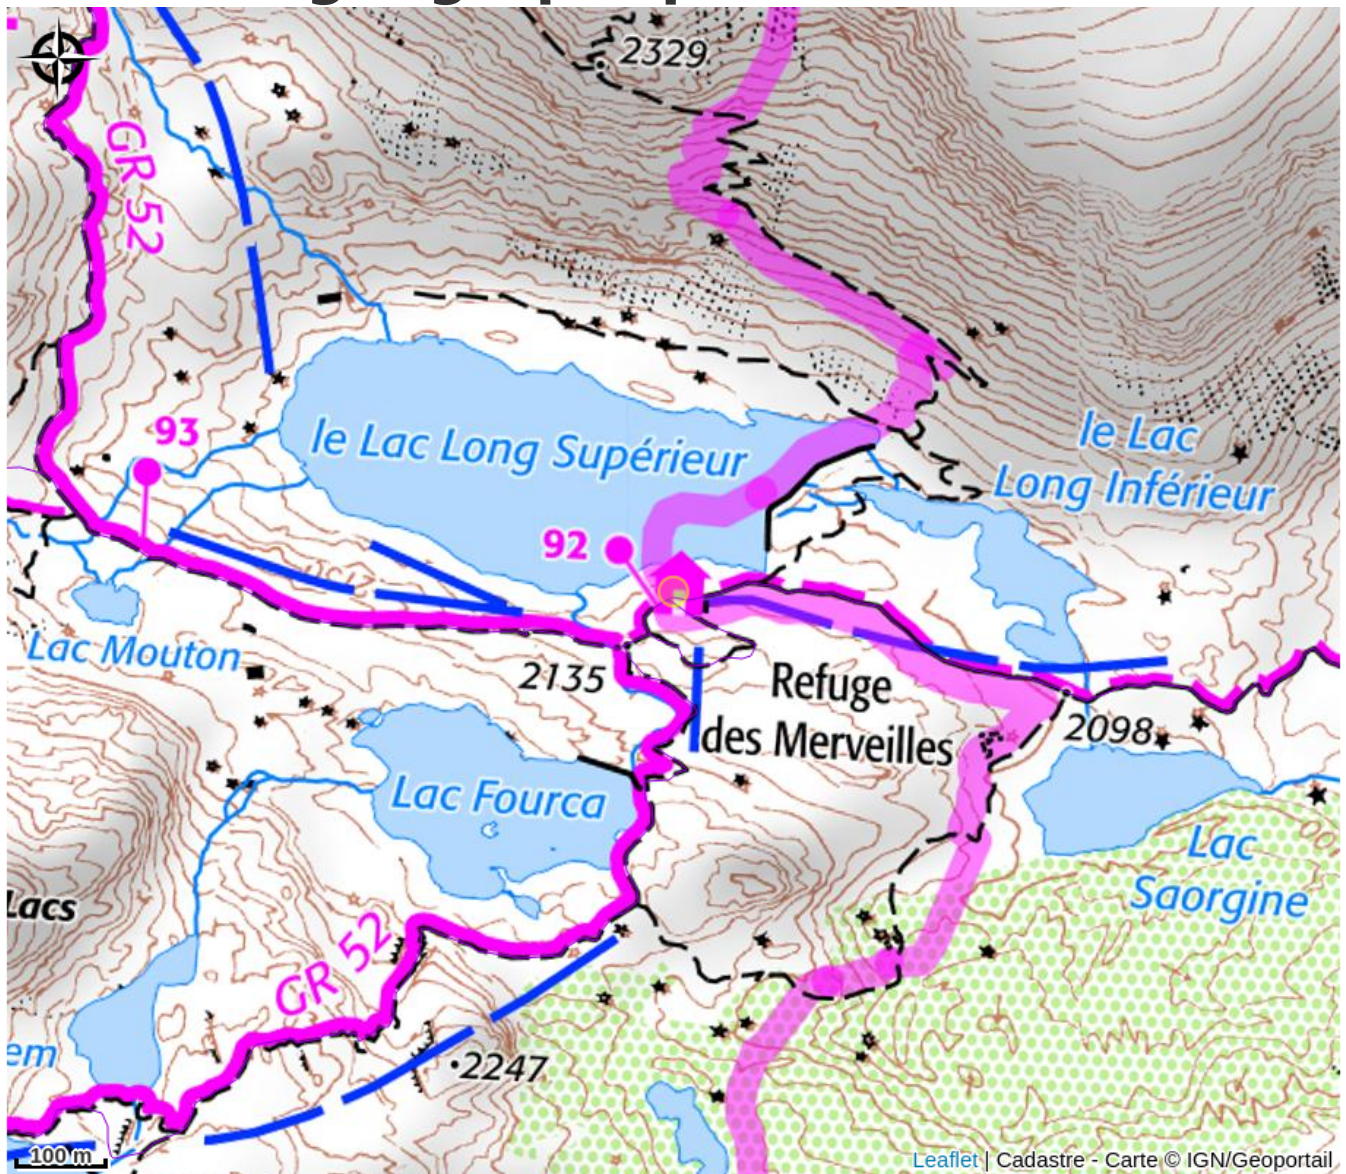 2329
GR 52
93
le Lac Long Supérieur
le Lac
Long Inférieur
92
Lac Mouton
2135
Refuge
des Merveilles
2098
Lac Fourca
Lac
Saorgine
Lacs
GR 52
em
2247
100 m
Leaflet | Cadastre - Carte © IGN/Geoportail